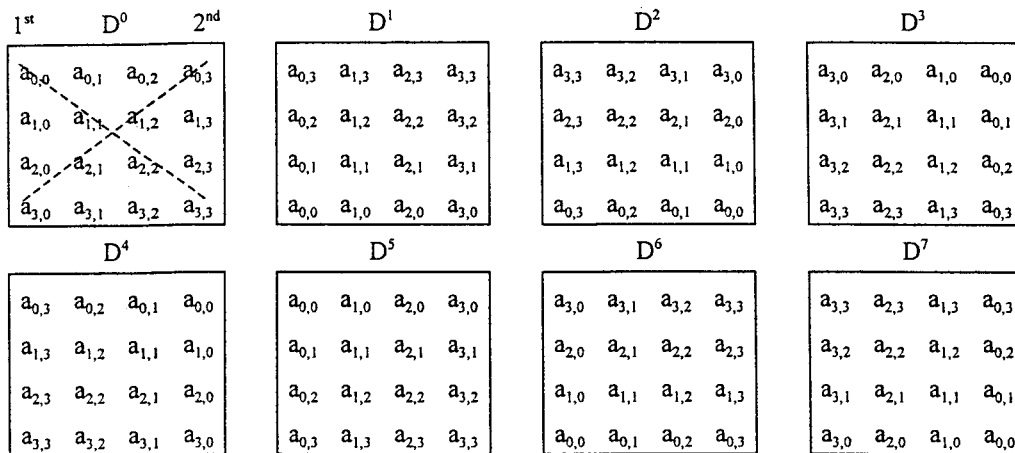 1st D0 2nd D1 D2 D3
a0,0 a0,1 a0,2 a0,3 a0,3 a1,3 a2,3 a3,3 a3,3 a3,2 a3,1 a3,0 a3,0 a2,0 a1,0 a0,0
a1,0 a1,1 a1,2 a1,3 a0,2 a1,2 a2,2 a3,2 a2,3 a2,2 a2,1 a2,0 a3,1 a2,1 a1,1 a0,1
a2,0 a2,1 a2,2 a2,3 a0,1 a1,1 a2,1 a3,1 a1,3 a1,2 a1,1 a1,0 a3,2 a2,2 a1,2 a0,2
a3,0 a3,1 a3,2 a3,3 a0,0 a1,0 a2,0 a3,0 a0,3 a0,2 a0,1 a0,0 a3,3 a2,3 a1,3 a0,3
D4 D5 D6 D7
a0,3 a0,2 a0,1 a0,0 a0,0 a1,0 a2,0 a3,0 a3,0 a3,1 a3,2 a3,3 a3,3 a2,3 a1,3 a0,3
a1,3 a1,2 a1,1 a1,0 a0,1 a1,1 a2,1 a3,1 a2,0 a2,1 a2,2 a2,3 a3,2 a2,2 a1,2 a0,2
a2,3 a2,2 a2,1 a2,0 a0,2 a1,2 a2,2 a3,2 a1,0 a1,1 a1,2 a1,3 a3,1 a2,1 a1,1 a0,1
a3,3 a3,2 a3,1 a3,0 a0,3 a1,3 a2,3 a3,3 a0,0 a0,1 a0,2 a0,3 a3,0 a2,0 a1,0 a0,0